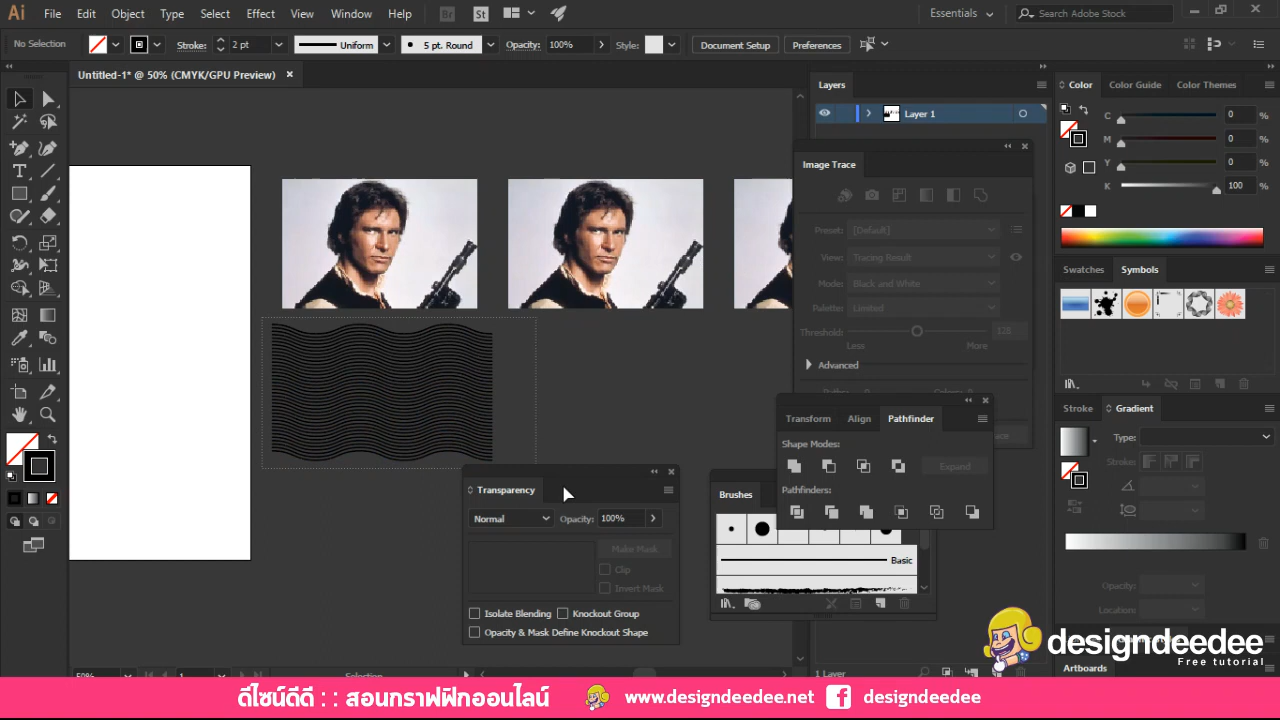 Ai File Edit Object Type Select Effect View Window Help Br St Essentials Search Adobe Stock
No Selection Stroke: 2 pt Uniform 5 pt. Round Opacity: 100% Style: Document Setup Preferences
Untitled-1* @ 50% (CMYK/GPU Preview)
Layers
Layer 1
Color Color Guide Color Themes
C 0 %
M 0 %
Y 0 %
K 100 %
Image Trace
Preset: [Default]
View: Tracing Result
Mode: Black and White
Palette: Limited
Threshold: 128
Less More
Advanced
Swatches Symbols
Transform Align Pathfinder
Shape Modes:
Expand
Pathfinders:
Stroke Gradient
Type:
Stroke:
Opacity:
Location:
Transparency
Normal Opacity: 100%
Make Mask
Clip
Invert Mask
Isolate Blending Knockout Group
Opacity & Mask Define Knockout Shape
Brushes
Basic
50% 1
1 Layer
Artboards
designdeedee
Free tutorial
ดีไซน์ดีดี : : สอนกราฟฟิกออนไลน์ www.designdeedee.net designdeedee